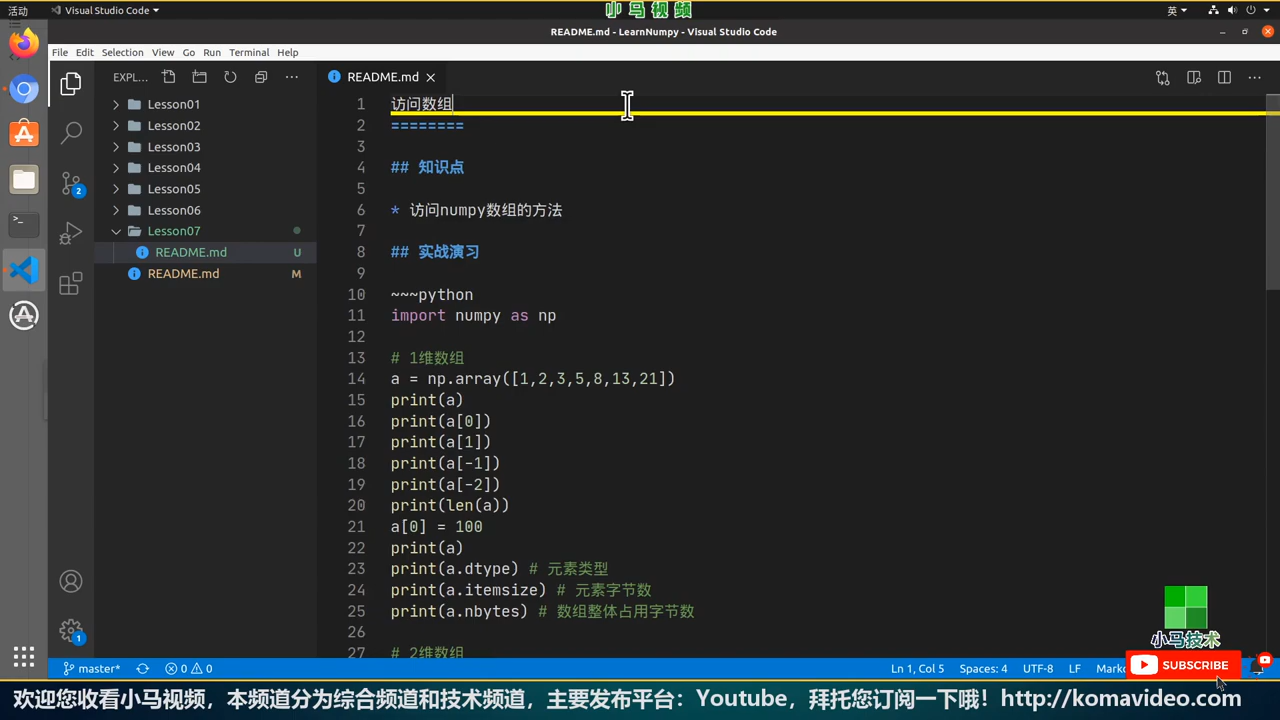 活动
Visual Studio Code
小马视频
英
README.md - LearnNumpy - Visual Studio Code
File Edit Selection View Go Run Terminal Help
EXPL...
README.md
Lesson01
Lesson02
Lesson03
Lesson04
Lesson05
Lesson06
Lesson07
README.md U
README.md M
2
1
1 访问数组
2 ========
3
4 ## 知识点
5
6 * 访问numpy数组的方法
7
8 ## 实战演习
9
10 ~~~python
11 import numpy as np
12
13 # 1维数组
14 a = np.array([1,2,3,5,8,13,21])
15 print(a)
16 print(a[0])
17 print(a[1])
18 print(a[-1])
19 print(a[-2])
20 print(len(a))
21 a[0] = 100
22 print(a)
23 print(a.dtype) # 元素类型
24 print(a.itemsize) # 元素字节数
25 print(a.nbytes) # 数组整体占用字节数
26
27 # 2维数组
小马技术
SUBSCRIBE
master* 0 0 Ln 1, Col 5 Spaces: 4 UTF-8 LF
欢迎您收看小马视频，本频道分为综合频道和技术频道，主要发布平台：Youtube，拜托您订阅一下哦！http://komavideo.com